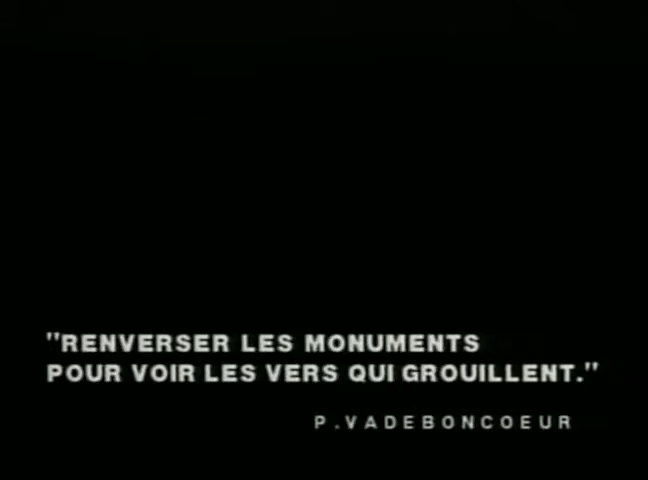 "RENVERSER LES MONUMENTS
POUR VOIR LES VERS QUI GROUILLENT."
P.VADEBONCOEUR